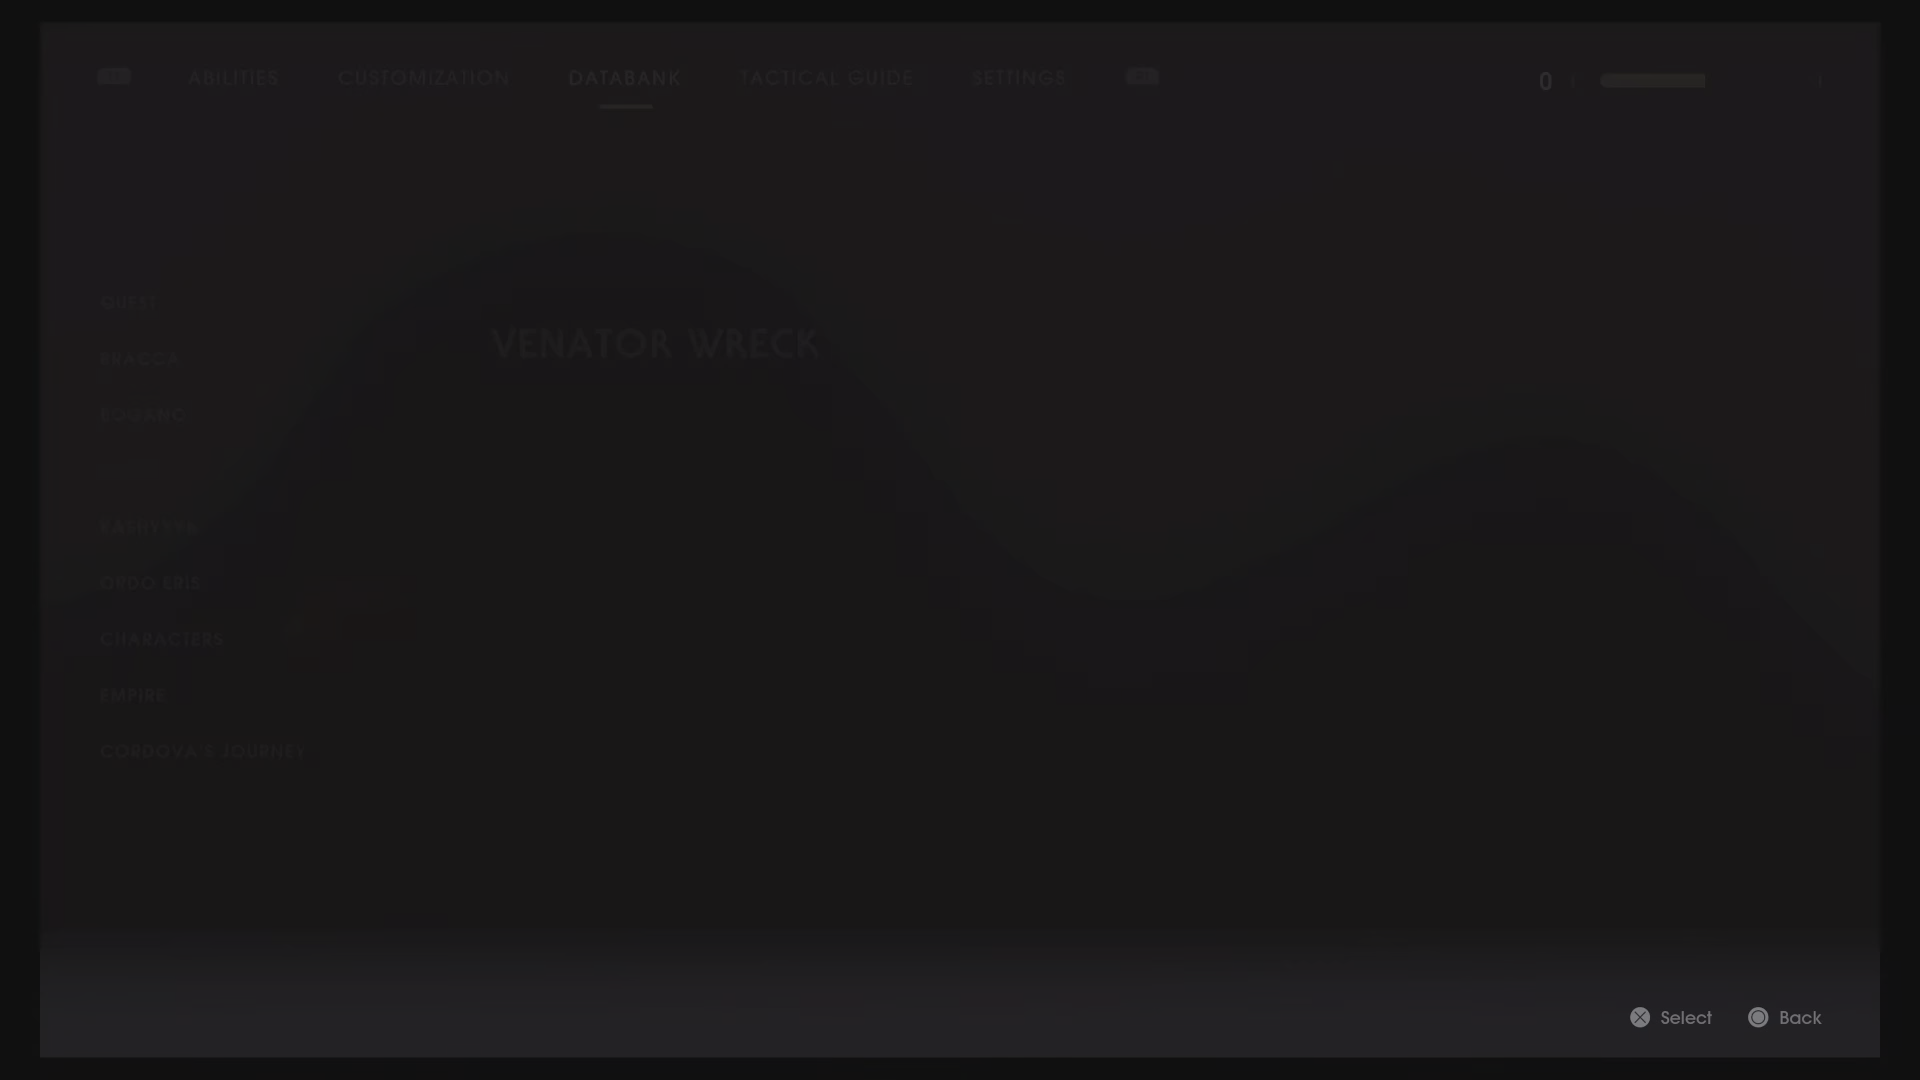 ABILITIES CUSTOMIZATION DATABANK TACTICAL GUIDE SETTINGS 0
QUEST
VENATOR WRECK
BRACCA
BOGANO
KASHYYYK
ORDO ERIS
CHARACTERS
EMPIRE
CORDOVA'S JOURNEY
Select Back